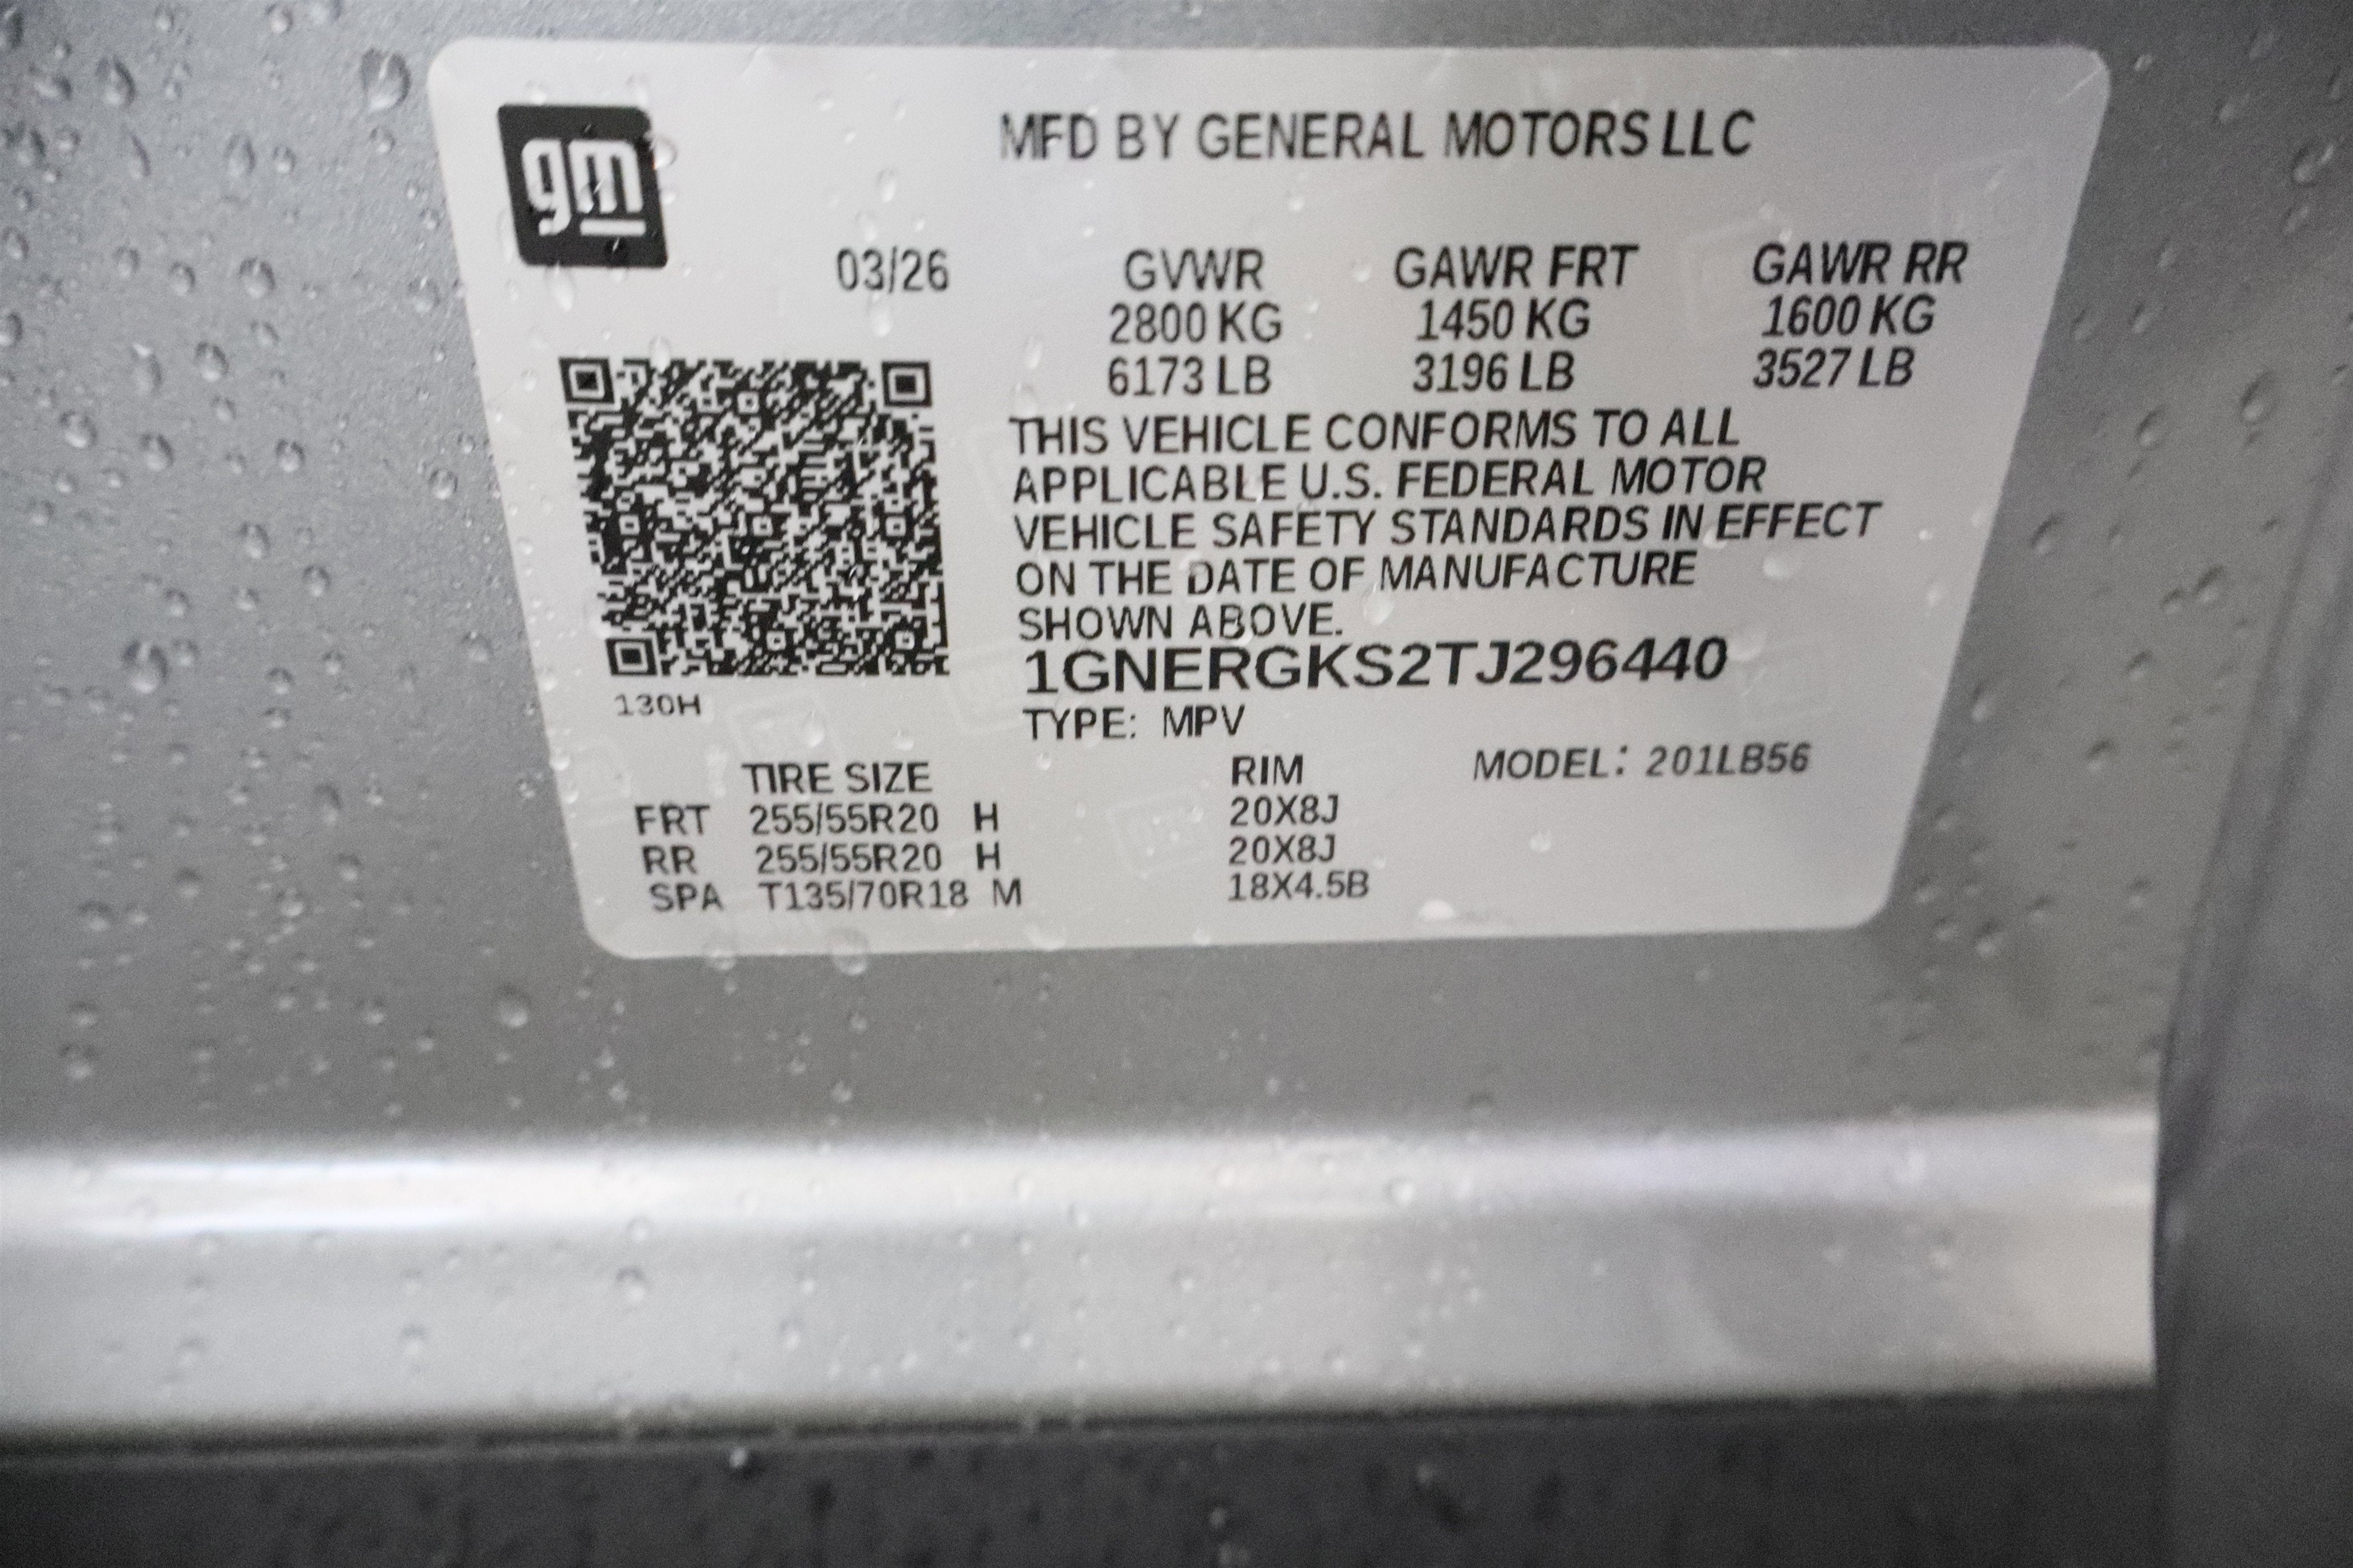 gm
MFD BY GENERAL MOTORS LLC
03/26 GVWR GAWR FRT GAWR RR
2800 KG 1450 KG 1600 KG
6173 LB 3196 LB 3527 LB
THIS VEHICLE CONFORMS TO ALL
APPLICABLE U.S. FEDERAL MOTOR
VEHICLE SAFETY STANDARDS IN EFFECT
ON THE DATE OF MANUFACTURE
SHOWN ABOVE.
1GNERGKS2TJ296440
130H
TYPE: MPV
TIRE SIZE RIM MODEL: 201LB56
FRT 255/55R20 H 20X8J
RR 255/55R20 H 20X8J
SPA T135/70R18 M 18X4.5B